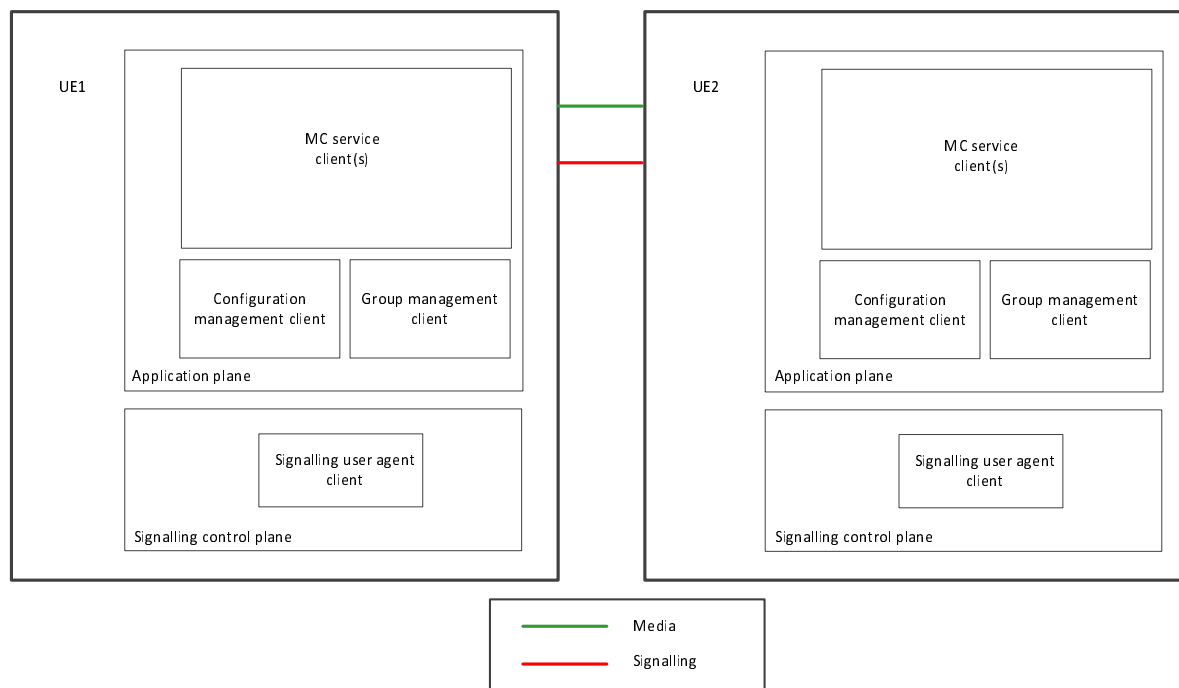 UE1
MC service
client(s)
Configuration
management client
Group management
client
Application plane
Signalling user agent
client
Signalling control plane
UE2
MC service
client(s)
Configuration
management client
Group management
client
Application plane
Signalling user agent
client
Signalling control plane
Media
Signalling